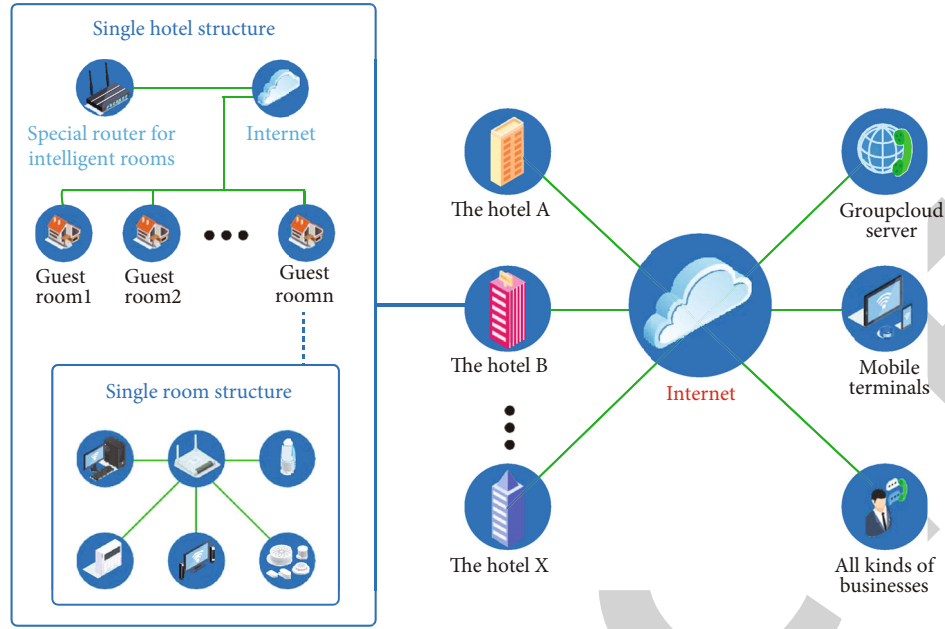 Single hotel structure
Special router for
intelligent rooms
Internet
Guest
room1
Guest
room2
Guest
roomn
Single room structure
The hotel A
The hotel B
The hotel X
Internet
Groupcloud
server
Mobile
terminals
All kinds of
businesses